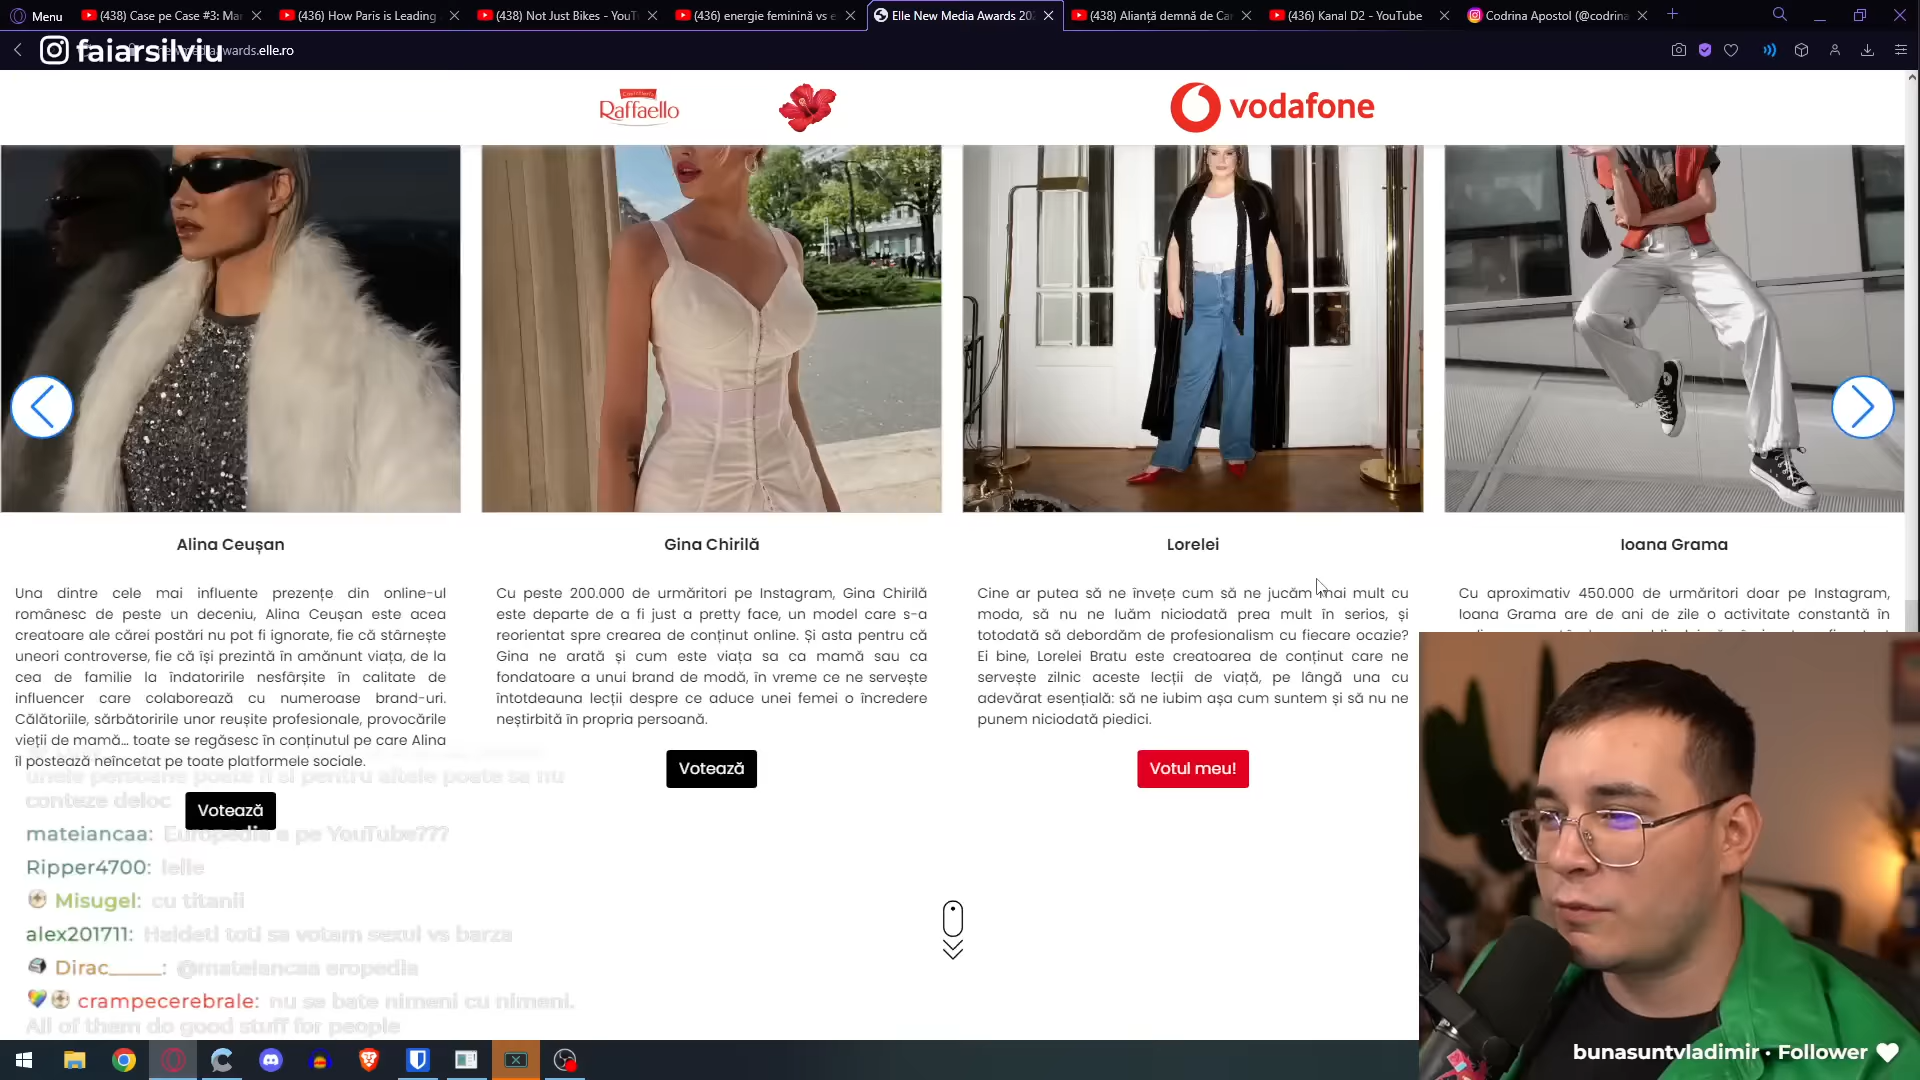 Menu
(438) Case pe Case #3: Mar
(436) How Paris is Leading
(438) Not Just Bikes - YouT
(436) energie feminină vs e
Elle New Media Awards 202
(438) Alianță demnă de Car
(436) Kanal D2 - YouTube
Codrina Apostol (@codrina
faiarsilviu
wards.elle.ro
Raffaello
vodafone
Alina Ceușan
Una dintre cele mai influente prezențe din online-ul
românesc de peste un deceniu, Alina Ceușan este acea
creatoare ale cărei postări nu pot fi ignorate, fie că stârnește
uneori controverse, fie că își prezintă în amănunt viața, de la
cea de familie la îndatoririle nesfârșite în calitate de
influencer care colaborează cu numeroase brand-uri.
Călătoriile, sărbătoririle unor reușite profesionale, provocările
vieții de mamă... toate se regăsesc în conținutul pe care Alina
îl postează neîncetat pe toate platformele sociale.
Votează
Gina Chirilă
Cu peste 200.000 de urmăritori pe Instagram, Gina Chirilă
este departe de a fi just a pretty face, un model care s-a
reorientat spre crearea de conținut online. Și asta pentru că
Gina ne arată și cum este viața sa ca mamă sau ca
fondatoare a unui brand de modă, în vreme ce ne servește
întotdeauna lecții despre ce aduce unei femei o încredere
neștirbită în propria persoană.
Votează
Lorelei
Cine ar putea să ne învețe cum să ne jucăm mai mult cu
moda, să nu ne luăm niciodată prea mult în serios, și
totodată să debordăm de profesionalism cu fiecare ocazie?
Ei bine, Lorelei Bratu este creatoarea de conținut care ne
servește zilnic aceste lecții de viață, pe lângă una cu
adevărat esențială: să ne iubim așa cum suntem și să nu ne
punem niciodată piedici.
Votul meu!
Ioana Grama
Cu aproximativ 450.000 de urmăritori doar pe Instagram,
Ioana Grama are de ani de zile o activitate constantă în
unele persoane poate fi si pentru altele poate sa nu
conteze deloc
mateiancaa: Europedia e pe YouTube???
Ripper4700: lelle
Misugel: cu titanii
alex201711: Haideti toti sa votam sexul vs barza
Dirac_____: @mateiancaa eropedia
crampecerebrale: nu se bate nimeni cu nimeni.
All of them do good stuff for people
bunasuntvladimir · Follower